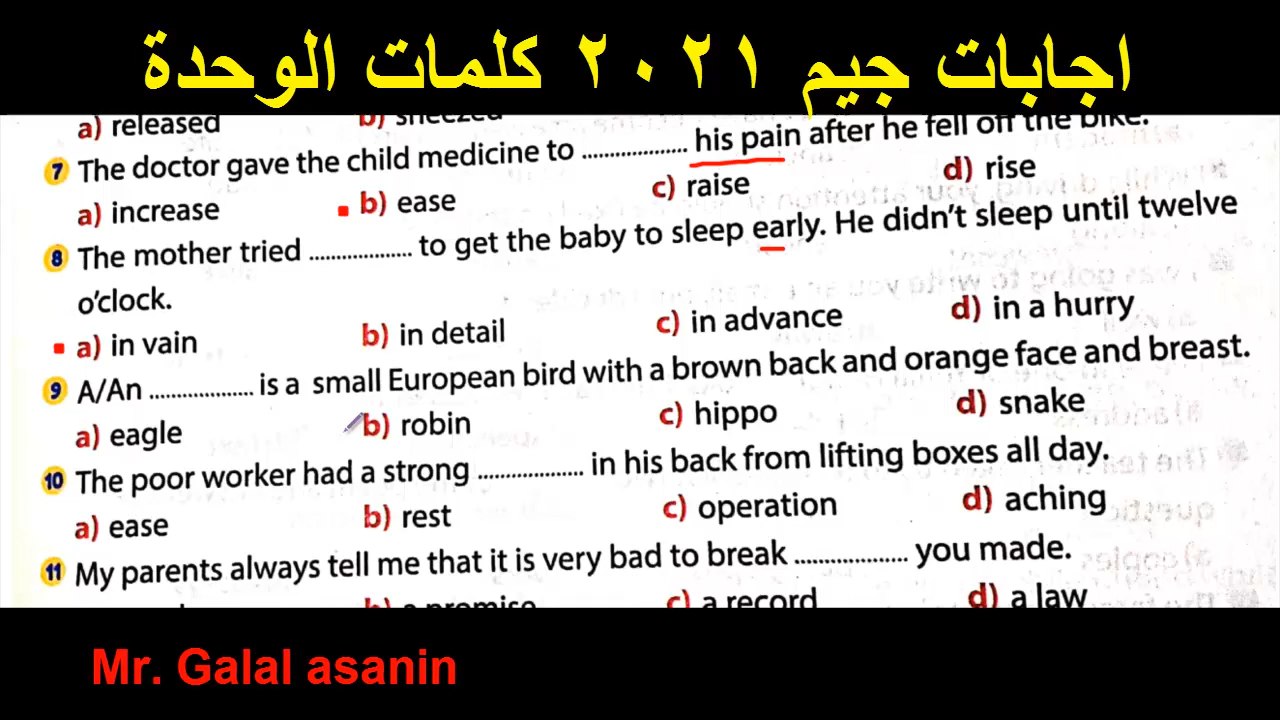 اجابات جيم ٢٠٢١ كلمات الوحدة
a) released b) sneezed
7 The doctor gave the child medicine to ................... his pain after he fell off the bike.
a) increase b) ease c) raise d) rise
8 The mother tried ................... to get the baby to sleep early. He didn't sleep until twelve
o'clock.
a) in vain b) in detail c) in advance d) in a hurry
9 A/An ................... is a small European bird with a brown back and orange face and breast.
a) eagle b) robin c) hippo d) snake
10 The poor worker had a strong ................... in his back from lifting boxes all day.
a) ease b) rest c) operation d) aching
11 My parents always tell me that it is very bad to break ................... you made.
b) a promise c) a record d) a law
Mr. Galal asanin